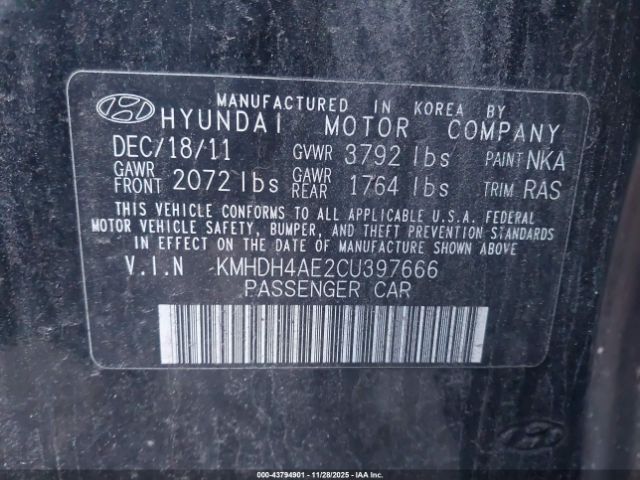 MANUFACTURED IN KOREA BY
HYUNDAI MOTOR COMPANY
DEC/18/11 GVWR 3792 lbs PAINT NKA
GAWR FRONT 2072 lbs GAWR REAR 1764 lbs TRIM RAS
THIS VEHICLE CONFORMS TO ALL APPLICABLE U.S.A. FEDERAL
MOTOR VEHICLE SAFETY, BUMPER, AND THEFT PREVENTION STANDARDS
IN EFFECT ON THE DATE OF MANUFACTURE SHOWN ABOVE.
V.I.N KMHDH4AE2CU397666
PASSENGER CAR
000-43794901 - 11/28/2025 - IAA Inc.